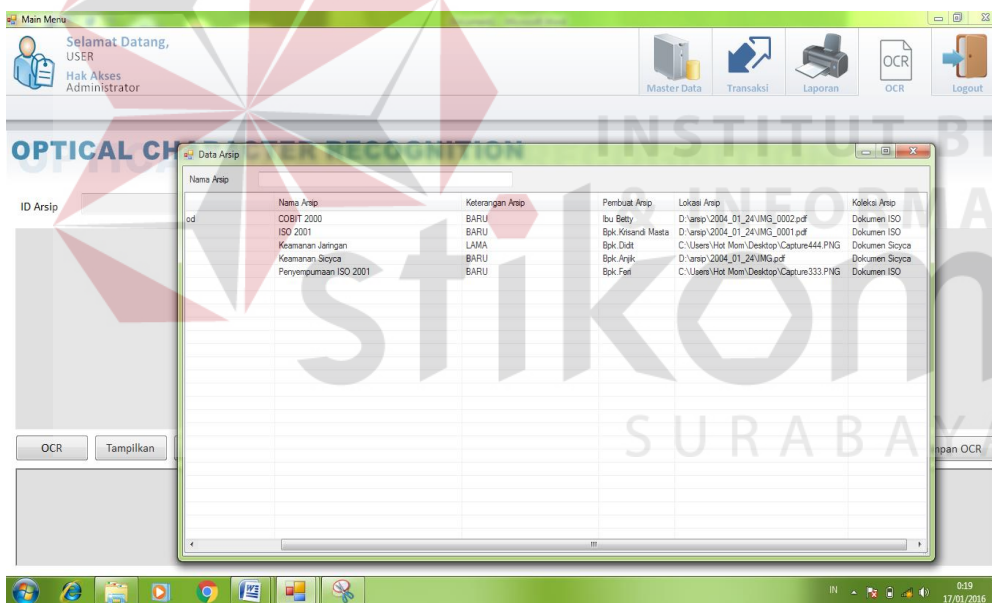 Main Menu
Selamat Datang,
USER
Hak Akses
Administrator
Master Data
Transaksi
Laporan
OCR
OCR
Logout
INSTITUT BI
OPTICAL CHARACTER RECOGNITION
Data Arsip
Nama Arsip
& INFORMA
ID Arsip
Nama Arsip Keterangan Arsip Pembuat Arsip Lokasi Arsip Koleksi Arsip
od COBIT 2000 BARU Ibu Betty D:\arsip\2004_01_24\IMG_0002.pdf Dokumen ISO
ISO 2001 BARU Bpk.Krisandi Masta D:\arsip\2004_01_24\IMG_0001.pdf Dokumen ISO
Keamanan Jaringan LAMA Bpk.Didit C:\Users\Hot Mom\Desktop\Capture444.PNG Dokumen Sicyca
Keamanan Sicyca BARU Bpk.Anjik D:\arsip\2004_01_24\IMG.pdf Dokumen Sicyca
Penyempurnaan ISO 2001 BARU Bpk.Feri C:\Users\Hot Mom\Desktop\Capture333.PNG Dokumen ISO
stikom
SURABAYA
OCR
Tampilkan
npan OCR
IN
0:19
17/01/2016